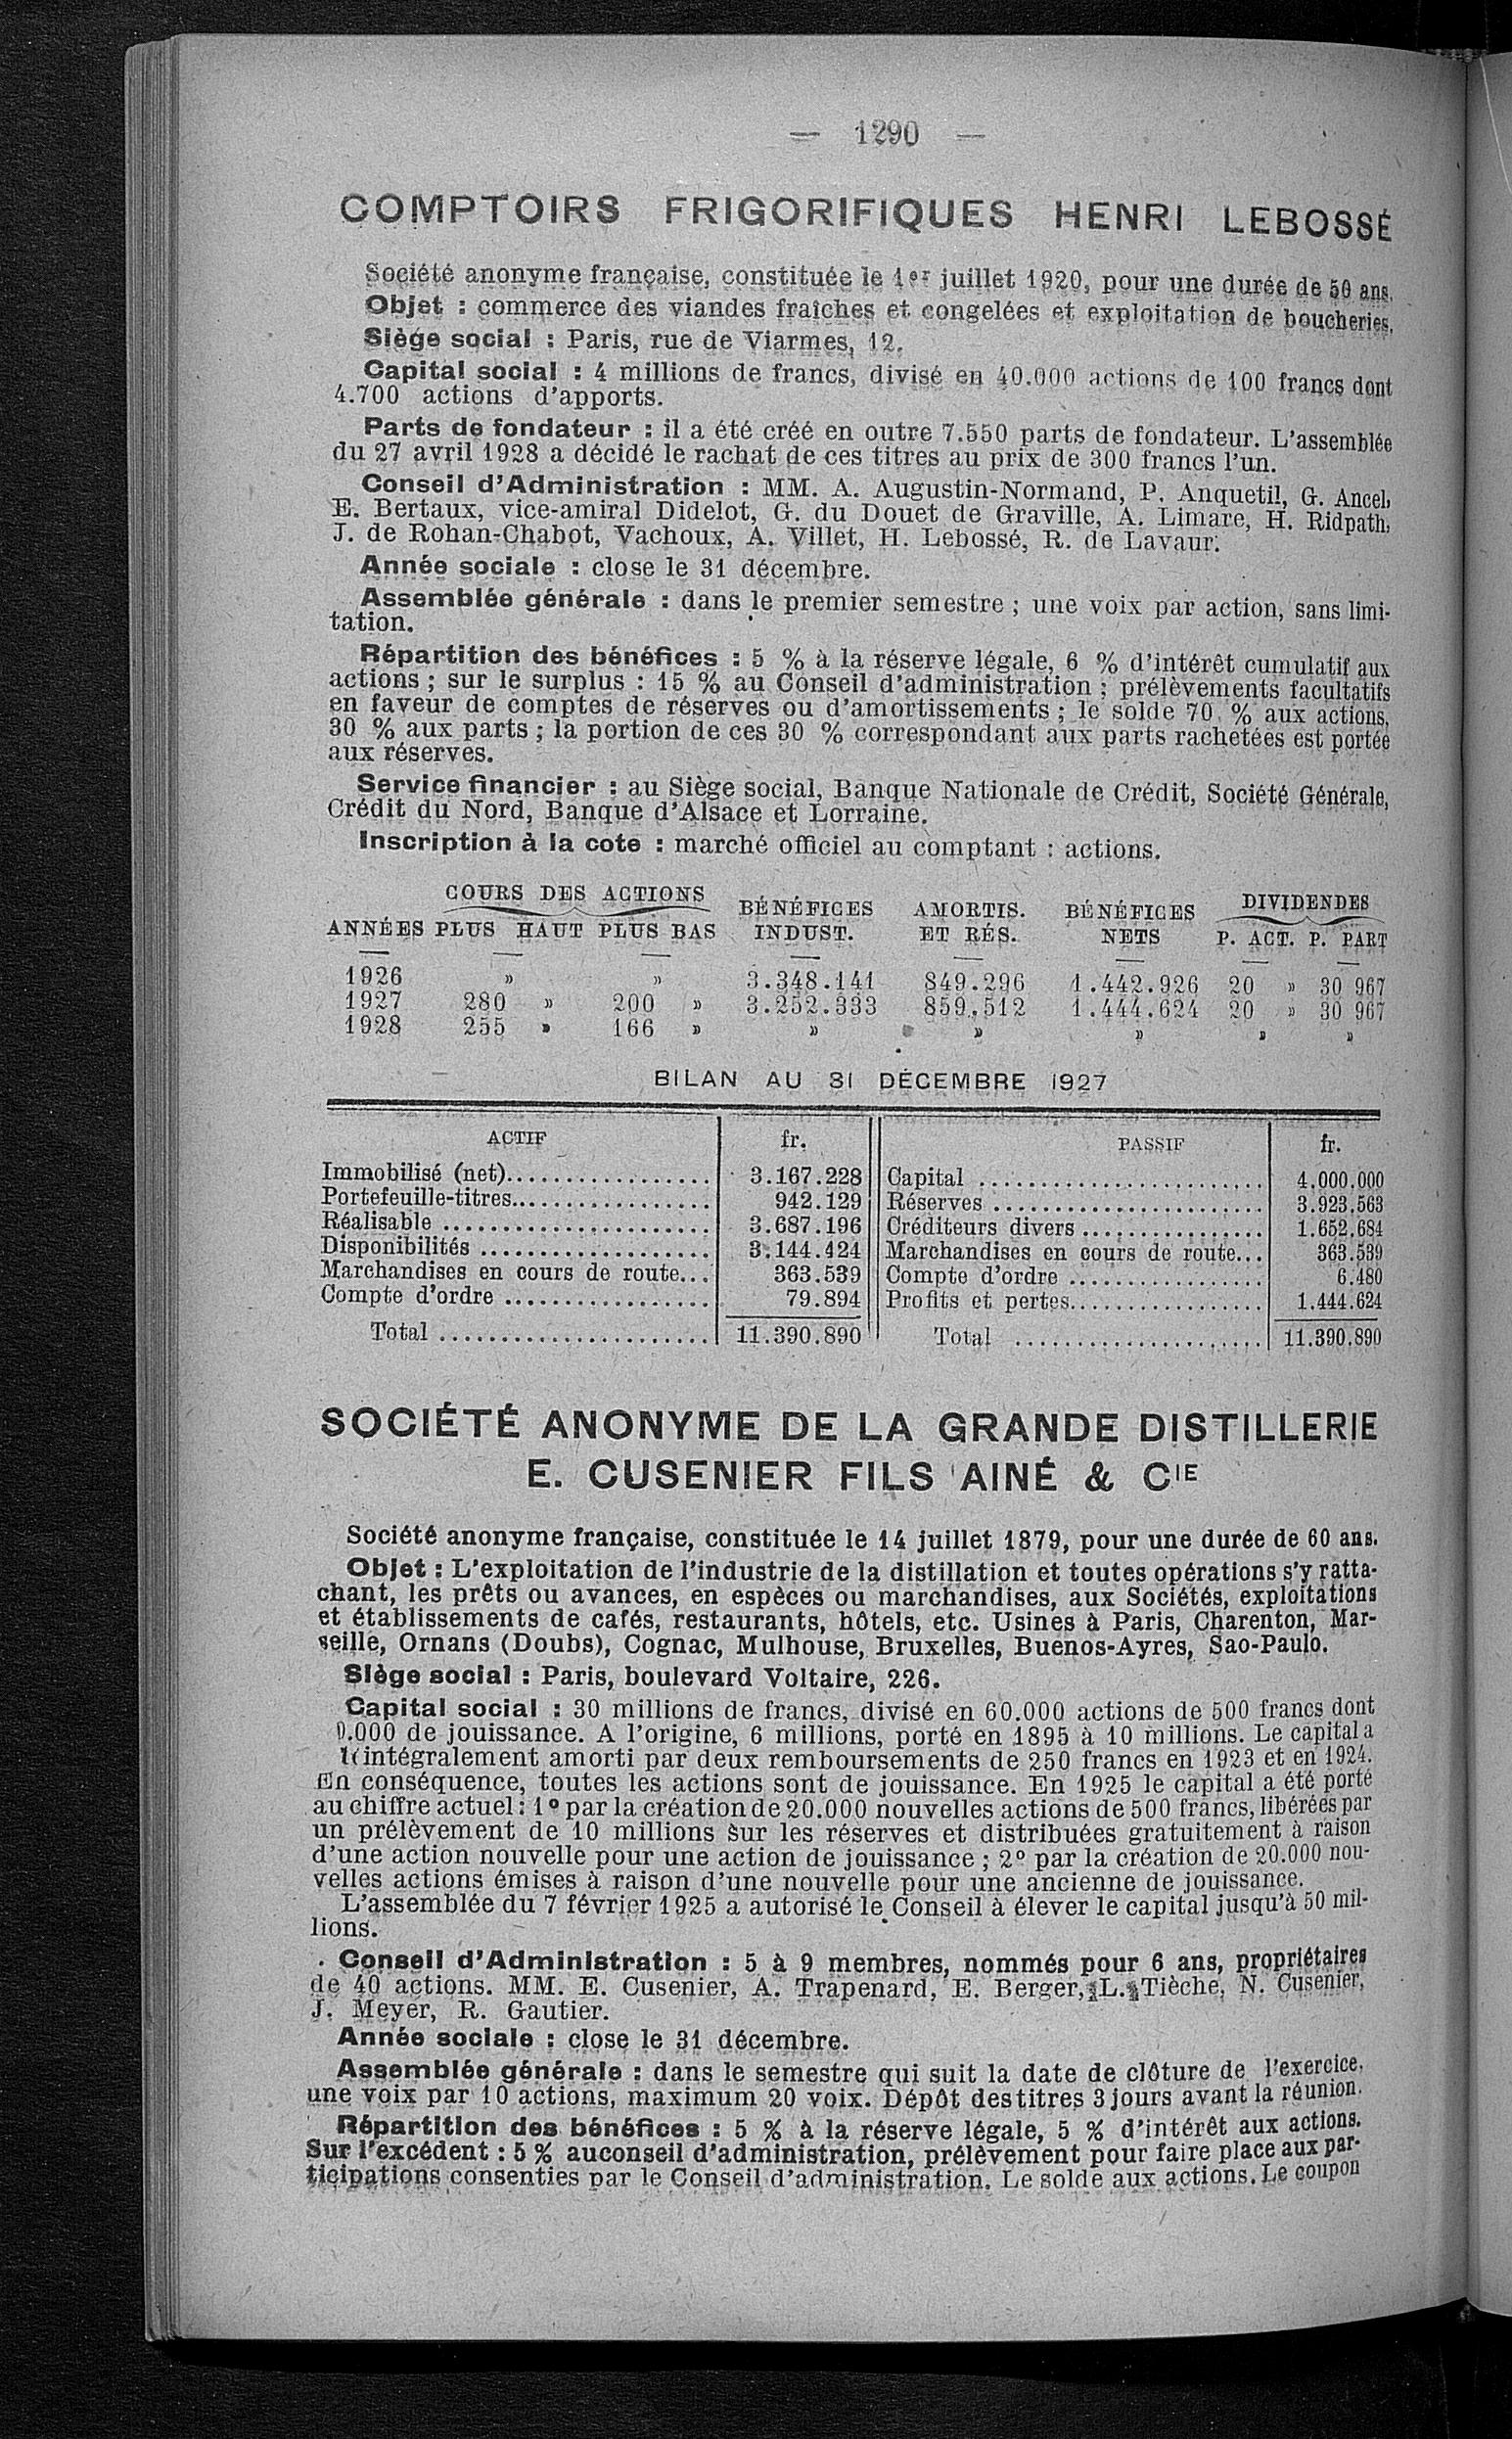 — 1290 —
COMPTOIRS FRIGORIFIQUES HENRI LEBOSSÉ
Société anonyme française, constituée le 1er juillet 1920, pour une durée de 50 ans.
Objet : commerce des viandes fraîches et congelées et exploitation de boucheries.
Siège social : Paris, rue de Viarmes, 12.
Capital social : 4 millions de francs, divisé en 40.000 actions de 100 francs dont
4.700 actions d'apports.
Parts de fondateur : il a été créé en outre 7.550 parts de fondateur. L'assemblée
du 27 avril 1928 a décidé le rachat de ces titres au prix de 300 francs l'un.
Conseil d'Administration : MM. A. Augustin-Normand, P. Anquetil, G. Ancel,
E. Bertaux, vice-amiral Didelot, G. du Douet de Graville, A. Limare, H. Ridpath,
J. de Rohan-Chabot, Vachoux, A. Villet, H. Lebossé, R. de Lavaur.
Année sociale : close le 31 décembre.
Assemblée générale : dans le premier semestre ; une voix par action, sans limi-
tation.
Répartition des bénéfices : 5 % à la réserve légale, 6 % d'intérêt cumulatif aux
actions ; sur le surplus : 15 % au Conseil d'administration ; prélèvements facultatifs
en faveur de comptes de réserves ou d'amortissements ; le solde 70 % aux actions,
30 % aux parts ; la portion de ces 30 % correspondant aux parts rachetées est portée
aux réserves.
Service financier : au Siège social, Banque Nationale de Crédit, Société Générale,
Crédit du Nord, Banque d'Alsace et Lorraine.
Inscription à la cote : marché officiel au comptant : actions.
COURS DES ACTIONS BÉNÉFICES AMORTIS. BÉNÉFICES DIVIDENDES
ANNÉES PLUS HAUT PLUS BAS INDUST. ET RÉS. NETS P. ACT. P. PART
1926 » » 3.348.141 849.296 1.442.926 20 » 30 967
1927 280 » 200 » 3.252.333 859.512 1.444.624 20 » 30 967
1928 255 » 166 » » » » » »
BILAN AU 31 DÉCEMBRE 1927
ACTIF fr. PASSIF fr.
Immobilisé (net)................. 3.167.228 Capital ....................... 4.000.000
Portefeuille-titres................ 942.129 Réserves ...................... 3.923.563
Réalisable ...................... 3.687.196 Créditeurs divers ............... 1.652.684
Disponibilités ................... 3.144.424 Marchandises en cours de route... 363.539
Marchandises en cours de route... 363.539 Compte d'ordre ................ 6.480
Compte d'ordre ................. 79.894 Profits et pertes................ 1.444.624
Total ...................... 11.390.890 Total .................... 11.390.890
SOCIÉTÉ ANONYME DE LA GRANDE DISTILLERIE
E. CUSENIER FILS AINÉ & CIE
Société anonyme française, constituée le 14 juillet 1879, pour une durée de 60 ans.
Objet : L'exploitation de l'industrie de la distillation et toutes opérations s'y ratta-
chant, les prêts ou avances, en espèces ou marchandises, aux Sociétés, exploitations
et établissements de cafés, restaurants, hôtels, etc. Usines à Paris, Charenton, Mar-
seille, Ornans (Doubs), Cognac, Mulhouse, Bruxelles, Buenos-Ayres, Sao-Paulo.
Siège social : Paris, boulevard Voltaire, 226.
Capital social : 30 millions de francs, divisé en 60.000 actions de 500 francs dont
0.000 de jouissance. A l'origine, 6 millions, porté en 1895 à 10 millions. Le capital a
intégralement amorti par deux remboursements de 250 francs en 1923 et en 1924.
En conséquence, toutes les actions sont de jouissance. En 1925 le capital a été porté
au chiffre actuel : 1º par la création de 20.000 nouvelles actions de 500 francs, libérées par
un prélèvement de 10 millions sur les réserves et distribuées gratuitement à raison
d'une action nouvelle pour une action de jouissance ; 2º par la création de 20.000 nou-
velles actions émises à raison d'une nouvelle pour une ancienne de jouissance.
L'assemblée du 7 février 1925 a autorisé le Conseil à élever le capital jusqu'à 50 mil-
lions.
Conseil d'Administration : 5 à 9 membres, nommés pour 6 ans, propriétaires
de 40 actions. MM. E. Cusenier, A. Trapenard, E. Berger, L. Tièche, N. Cusenier,
J. Meyer, R. Gautier.
Année sociale : close le 31 décembre.
Assemblée générale : dans le semestre qui suit la date de clôture de l'exercice.
une voix par 10 actions, maximum 20 voix. Dépôt des titres 3 jours avant la réunion.
Répartition des bénéfices : 5 % à la réserve légale, 5 % d'intérêt aux actions.
Sur l'excédent : 5 % au conseil d'administration, prélèvement pour faire place aux par-
ticipations consenties par le Conseil d'administration. Le solde aux actions. Le coupon